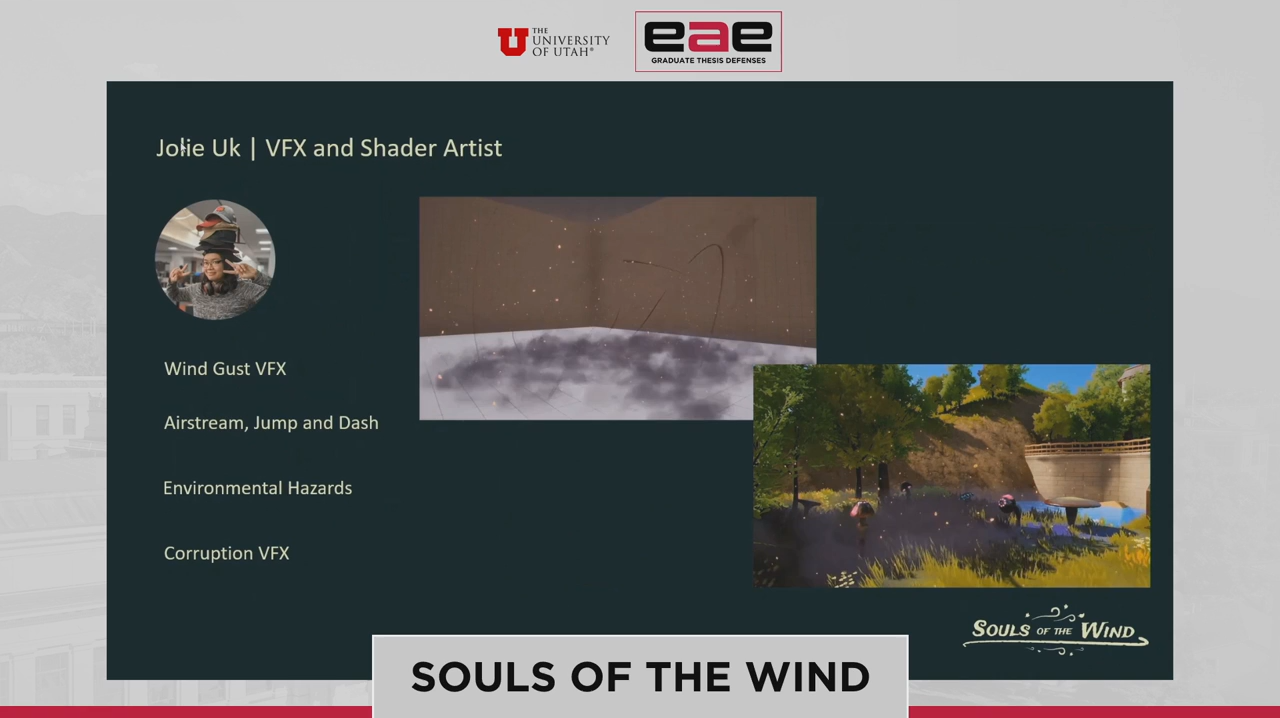 THE
UNIVERSITY
OF UTAH®
eae
GRADUATE THESIS DEFENSES
Jolie Uk | VFX and Shader Artist
Wind Gust VFX
Airstream, Jump and Dash
Environmental Hazards
Corruption VFX
SOULS OF THE WIND
SOULS OF THE WIND